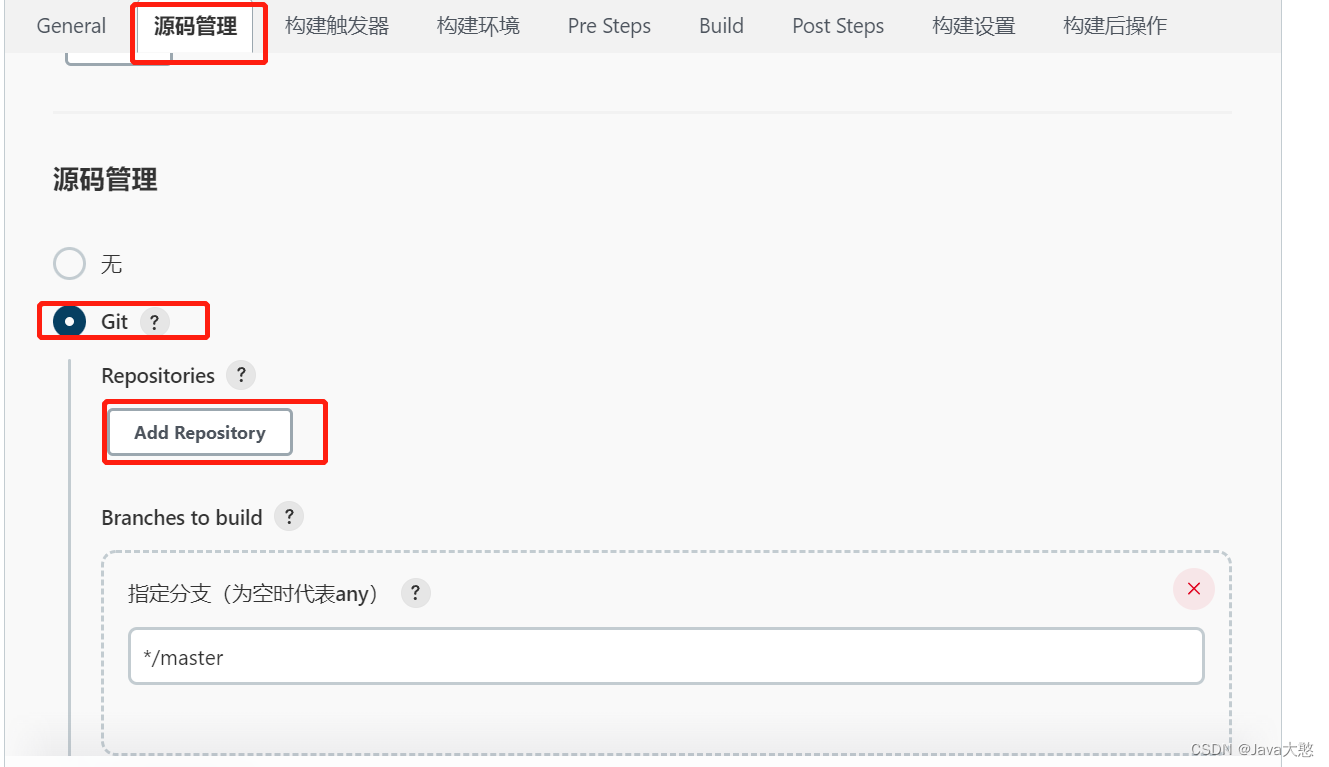 General 源码管理 构建触发器 构建环境 Pre Steps Build Post Steps 构建设置 构建后操作
源码管理
无
Git ?
Repositories ?
Add Repository
Branches to build ?
指定分支（为空时代表any） ?
*/master
CSDN @Java大憨